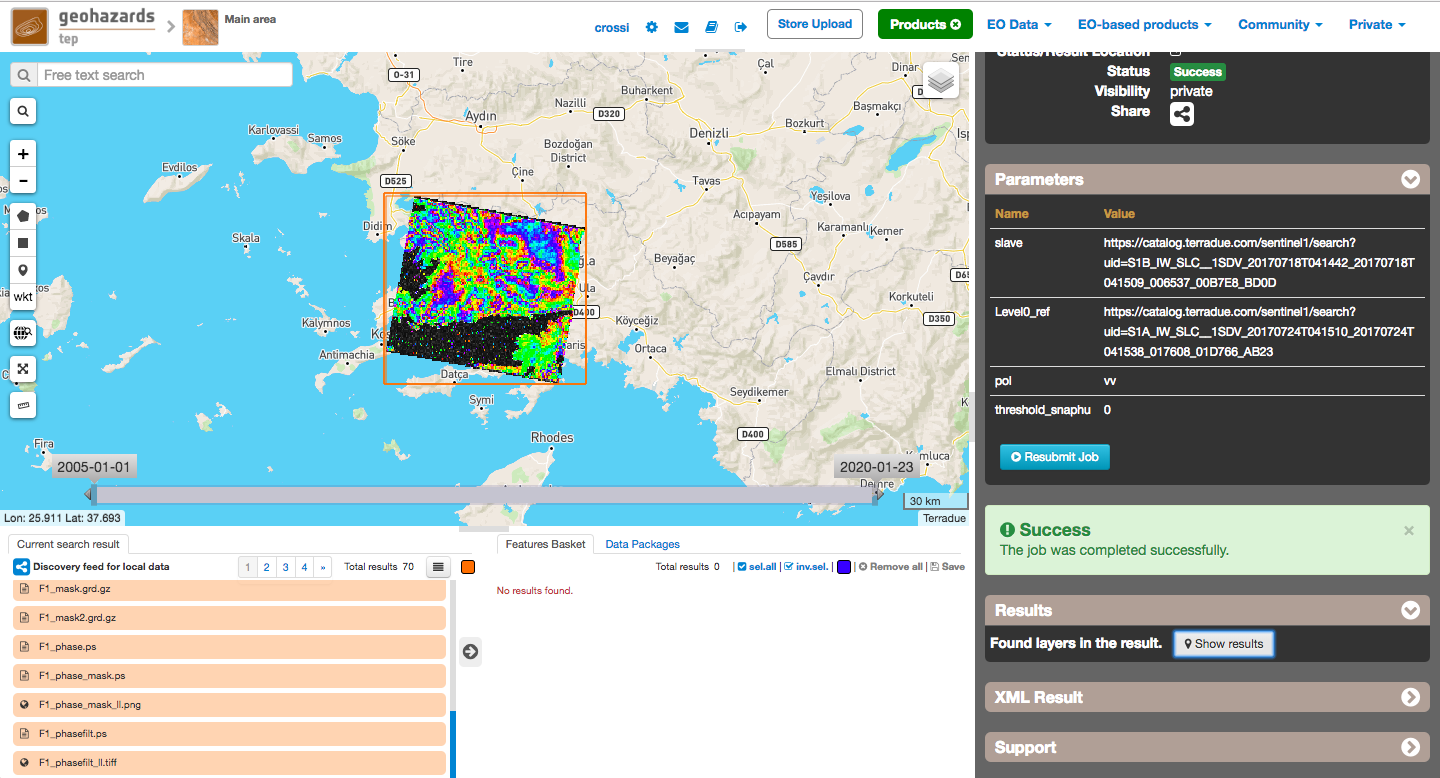 geohazards
tep
Main area
crossi
Store Upload
Products
EO Data
EO-based products
Community
Private
Free text search
wkt
O-31
Tire
Çal
Dinar
Buharkent
Nazilli
Başmakçı
Aydın
D320
Karlovassi
Samos
Söke
Denizli
Bozkurt
Bozdoğan
District
Evdilos
Çine
D525
Tavas
Yeşilova
Acıpayam
Didim
Skala
Karamanlı
Kemer
D585
Beyağaç
Ula
Çavdır
D400
Korkuteli
D350
Kalymnos
Köyceğiz
Antimachia
Ortaca
Datça
Elmalı District
Symi
Seydikemer
D400
Fira
Rhodes
2005-01-01
2020-01-23
Demre
30 km
Lon: 25.911 Lat: 37.693
Terradue
Current search result
Discovery feed for local data
1 2 3 4 »
Total results 70
F1_mask.grd.gz
F1_mask2.grd.gz
F1_phase.ps
F1_phase_mask.ps
F1_phase_mask_ll.png
F1_phasefilt.ps
F1_phasefilt_ll.tiff
Features Basket
Data Packages
Total results 0 | sel.all | inv.sel. | | Remove all | Save
No results found.
Status/Result Location
Status Success
Visibility private
Share
Parameters
Name Value
slave https://catalog.terradue.com/sentinel1/search?
uid=S1B_IW_SLC__1SDV_20170718T041442_20170718T
041509_006537_00B7E8_BD0D
Level0_ref https://catalog.terradue.com/sentinel1/search?
uid=S1A_IW_SLC__1SDV_20170724T041510_20170724T
041538_017608_01D766_AB23
pol vv
threshold_snaphu 0
Resubmit Job
Success
×
The job was completed successfully.
Results
Found layers in the result. Show results
XML Result
Support